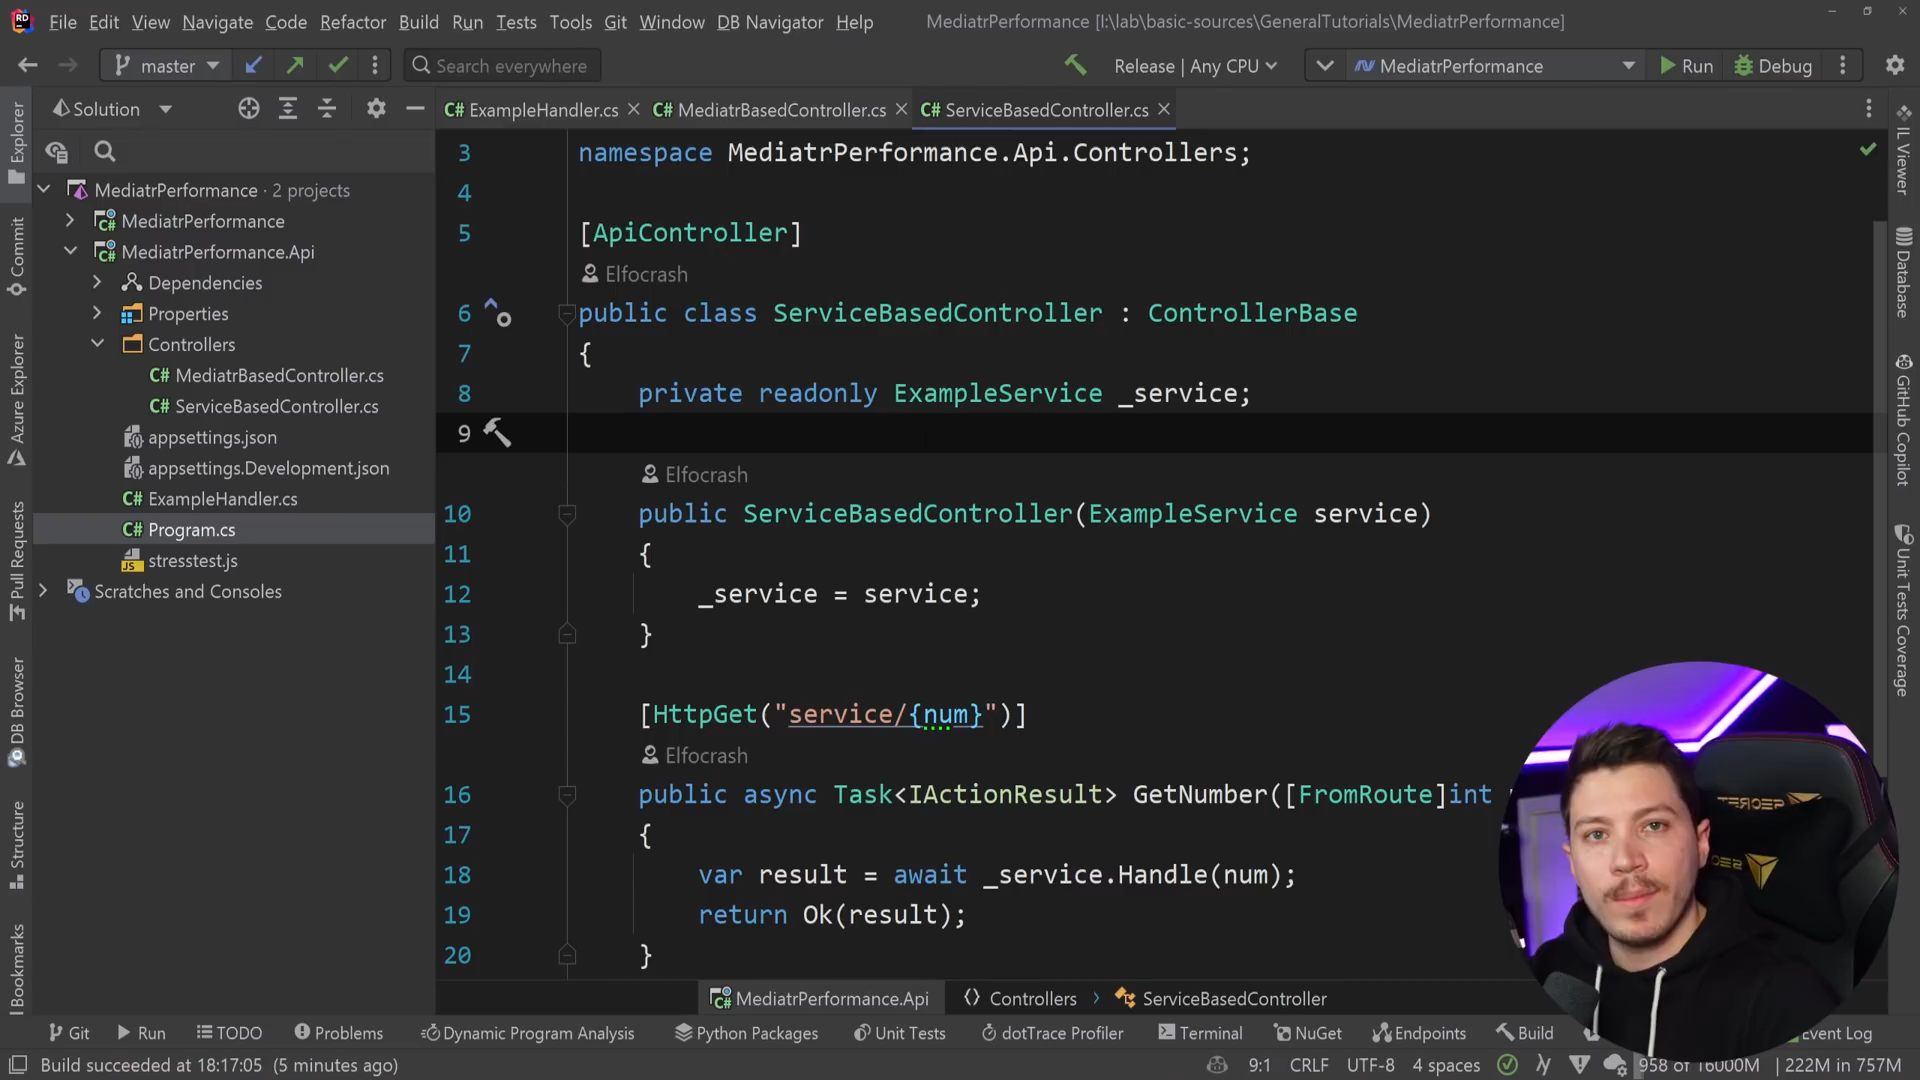 File Edit View Navigate Code Refactor Build Run Tests Tools Git Window DB Navigator Help MediatrPerformance [I:\lab\basic-sources\GeneralTutorials\MediatrPerformance]
master Search everywhere Release | Any CPU MediatrPerformance Run Debug
Solution
ExampleHandler.cs MediatrBasedController.cs ServiceBasedController.cs
MediatrPerformance · 2 projects
MediatrPerformance
MediatrPerformance.Api
Dependencies
Properties
Controllers
C# MediatrBasedController.cs
C# ServiceBasedController.cs
appsettings.json
appsettings.Development.json
C# ExampleHandler.cs
C# Program.cs
JS stresstest.js
Scratches and Consoles
3 namespace MediatrPerformance.Api.Controllers;
4
5 [ApiController]
Elfocrash
6 public class ServiceBasedController : ControllerBase
7 {
8 private readonly ExampleService _service;
9
Elfocrash
10 public ServiceBasedController(ExampleService service)
11 {
12 _service = service;
13 }
14
15 [HttpGet("service/{num}")]
Elfocrash
16 public async Task<IActionResult> GetNumber([FromRoute]int
17 {
18 var result = await _service.Handle(num);
19 return Ok(result);
20 }
Explorer
Commit
Azure Explorer
Pull Requests
DB Browser
Structure
Bookmarks
IL Viewer
Database
GitHub Copilot
Unit Tests Coverage
SECRET
MediatrPerformance.Api Controllers ServiceBasedController
Git Run TODO Problems Dynamic Program Analysis Python Packages Unit Tests dotTrace Profiler Terminal NuGet Endpoints Build Event Log
Build succeeded at 18:17:05 (5 minutes ago) 9:1 CRLF UTF-8 4 spaces 958 of 16000M 222M in 757M